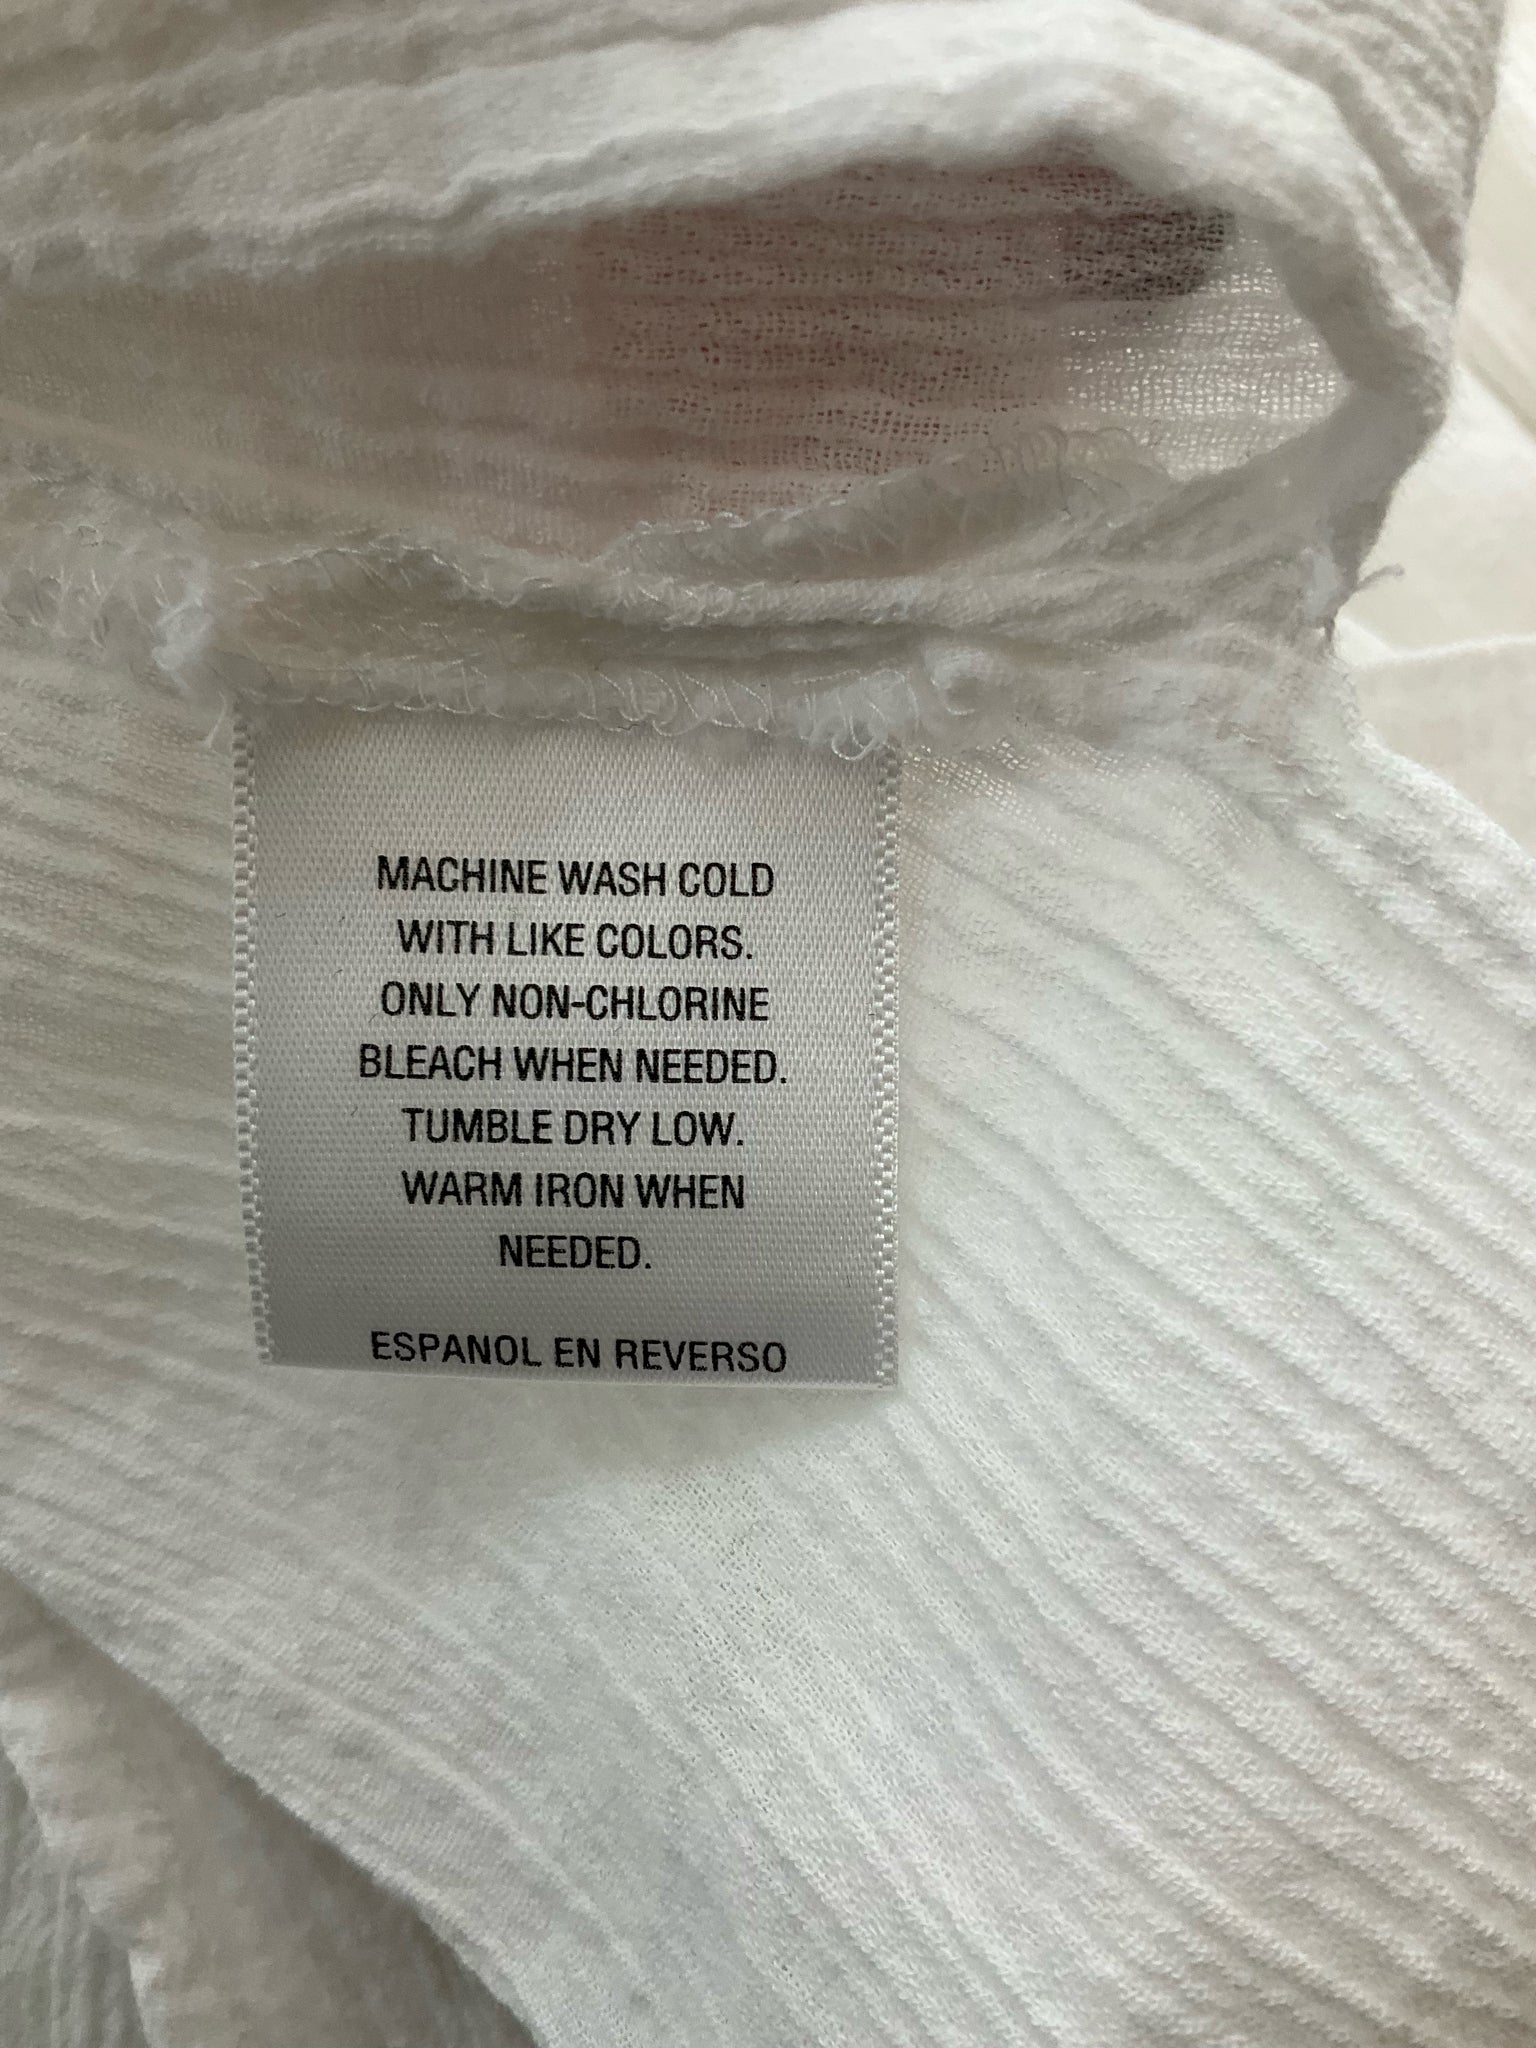 MACHINE WASH COLD
WITH LIKE COLORS.
ONLY NON-CHLORINE
BLEACH WHEN NEEDED.
TUMBLE DRY LOW.
WARM IRON WHEN
NEEDED.
ESPANOL EN REVERSO